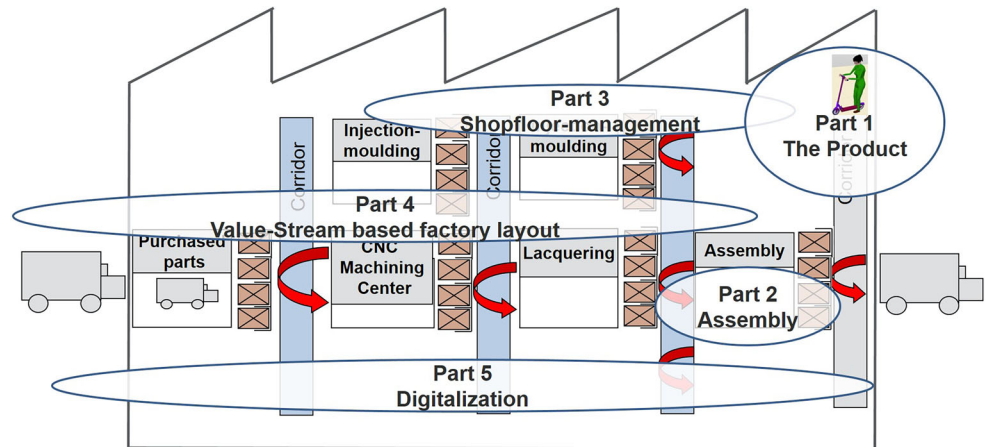 Part 3
Shopfloor-management
Part 1
The Product
Injection-
moulding
moulding
Corridor
Corridor
Corridor
Part 4
Value-Stream based factory layout
Purchased
parts
CNC
Machining
Center
Lacquering
Assembly
Part 2
Assembly
Part 5
Digitalization